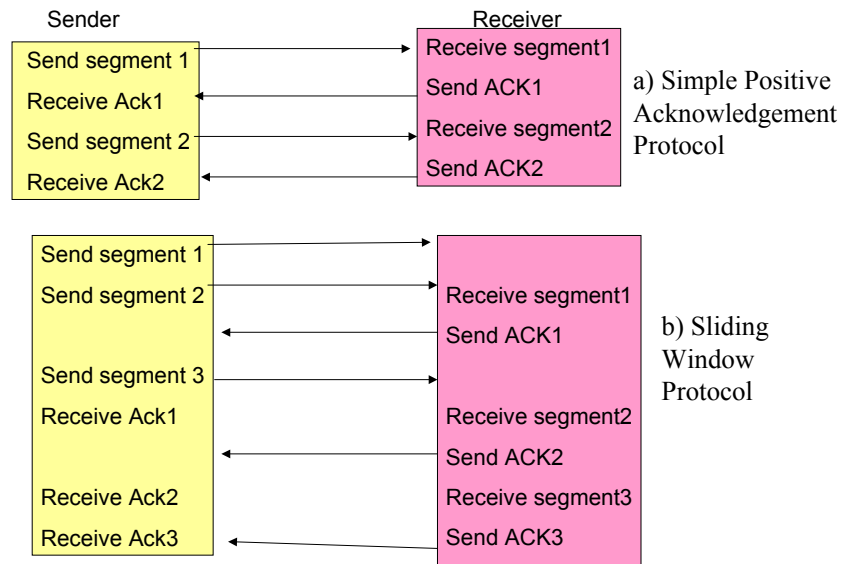 Sender
Receiver
Send segment 1
Receive Ack1
Send segment 2
Receive Ack2
Receive segment1
Send ACK1
Receive segment2
Send ACK2
a) Simple Positive
Acknowledgement
Protocol
Send segment 1
Send segment 2
Send segment 3
Receive Ack1
Receive Ack2
Receive Ack3
Receive segment1
Send ACK1
Receive segment2
Send ACK2
Receive segment3
Send ACK3
b) Sliding
Window
Protocol